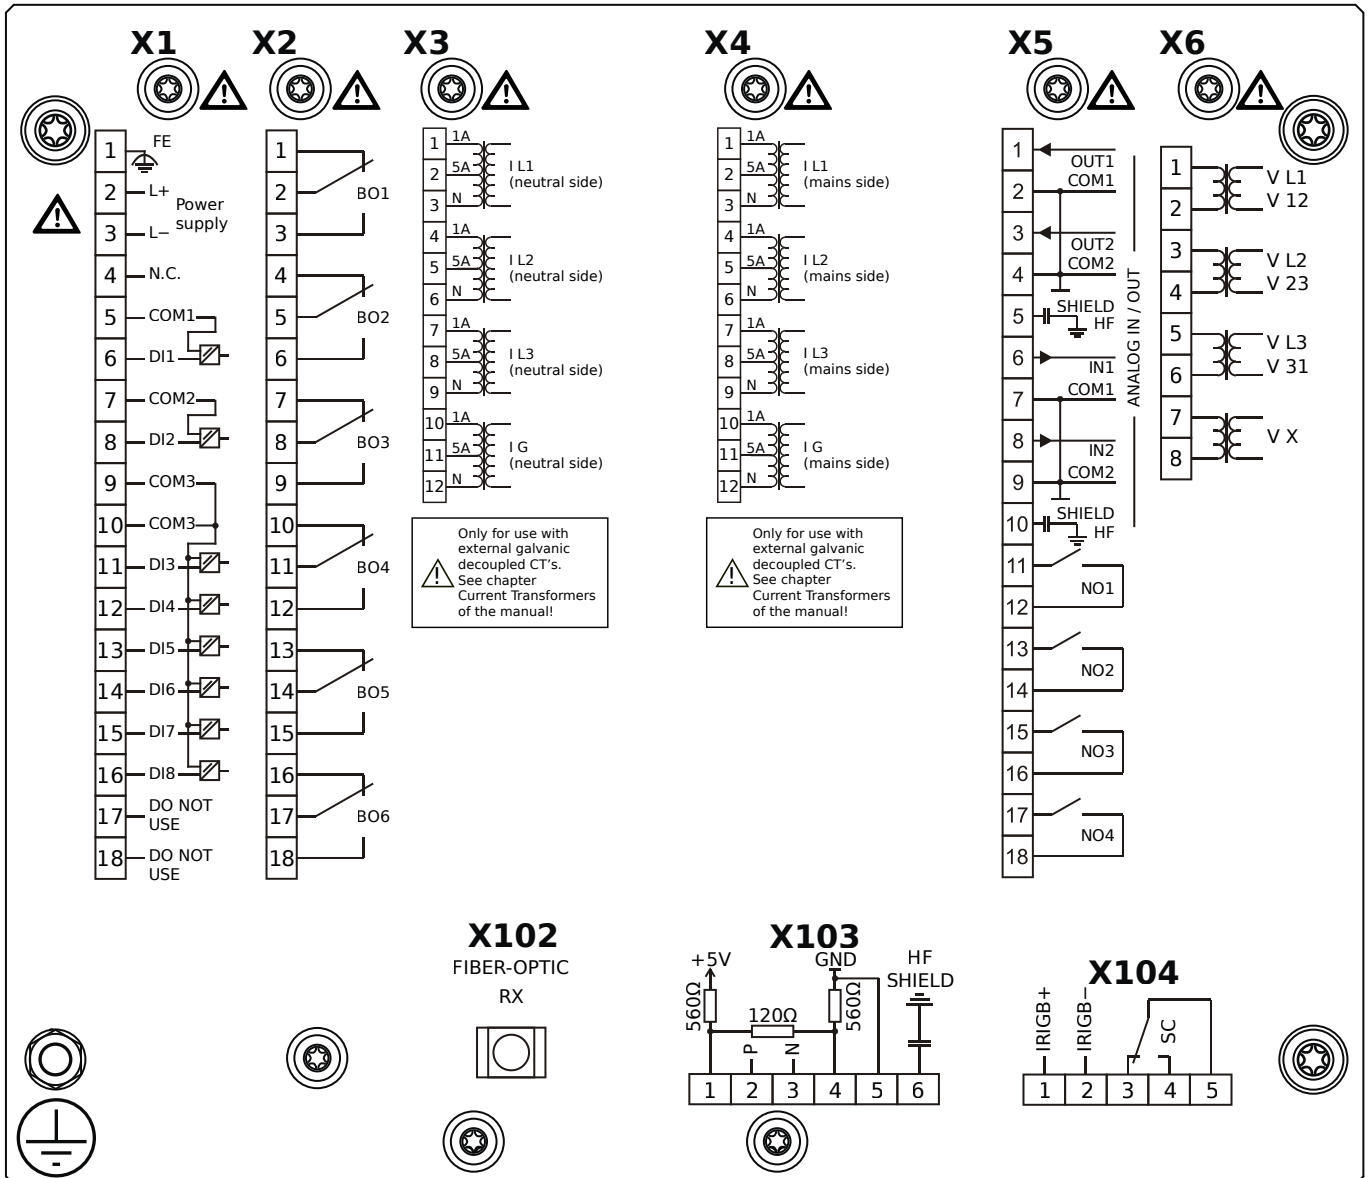 X1
1
FE
2
L+
Power
supply
3
L−
4
N.C.
5
COM1
6
DI1
7
COM2
8
DI2
9
COM3
10
COM3
11
DI3
12
DI4
13
DI5
14
DI6
15
DI7
16
DI8
17
DO NOT
USE
18
DO NOT
USE
X2
1
2
BO1
3
4
5
BO2
6
7
8
BO3
9
10
11
BO4
12
13
14
BO5
15
16
17
BO6
18
X3
1
1A
2
5A
3
N
I L1
(neutral side)
4
1A
5
5A
6
N
I L2
(neutral side)
7
1A
8
5A
9
N
I L3
(neutral side)
10
1A
11
5A
12
N
I G
(neutral side)
Only for use with
external galvanic
decoupled CT’s.
See chapter
Current Transformers
of the manual!
X4
1
1A
2
5A
3
N
I L1
(mains side)
4
1A
5
5A
6
N
I L2
(mains side)
7
1A
8
5A
9
N
I L3
(mains side)
10
1A
11
5A
12
N
I G
(mains side)
Only for use with
external galvanic
decoupled CT’s.
See chapter
Current Transformers
of the manual!
X5
1
OUT1
2
COM1
3
OUT2
4
COM2
5
SHIELD
HF
6
IN1
7
COM1
8
IN2
9
COM2
10
SHIELD
HF
ANALOG IN / OUT
11
NO1
12
13
NO2
14
15
NO3
16
17
NO4
18
X6
1
2
V L1
V 12
3
4
V L2
V 23
5
6
V L3
V 31
7
8
V X
X102
FIBER-OPTIC
RX
X103
+5V
GND
HF
SHIELD
560Ω
120Ω
560Ω
P
N
1 2 3 4 5 6
X104
IRIGB+
IRIGB−
SC
1 2 3 4 5